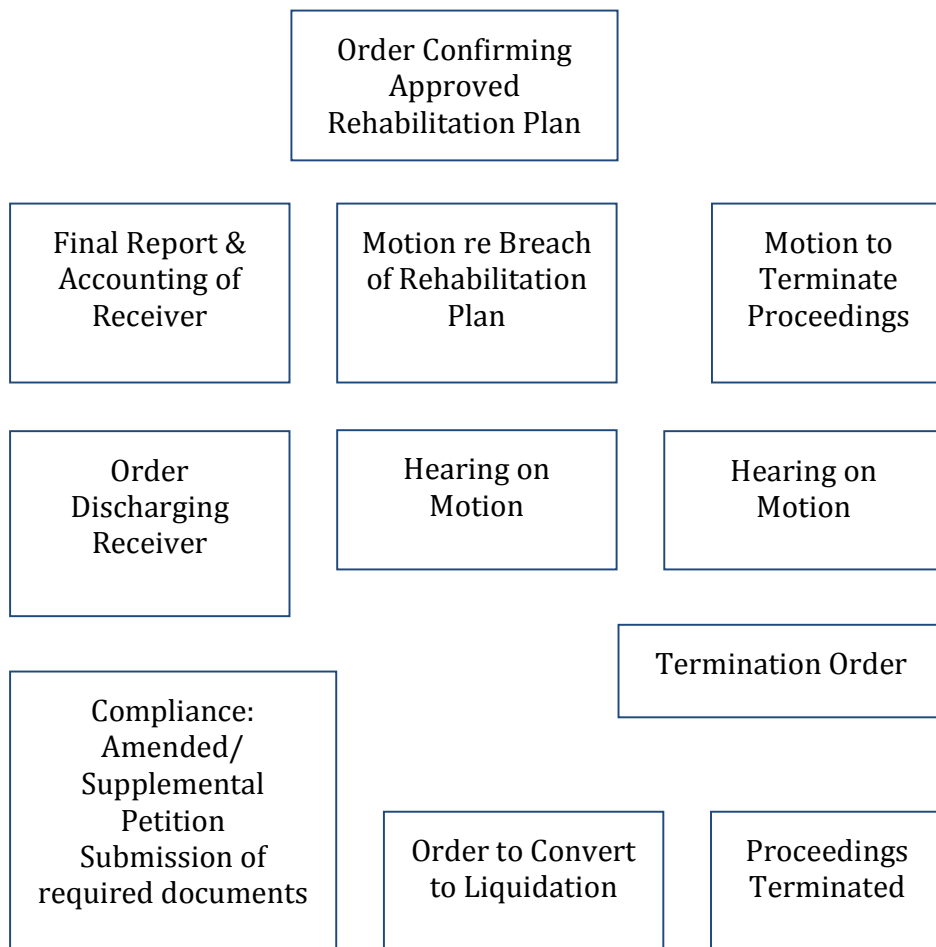 Order Confirming
Approved
Rehabilitation Plan
Final Report &
Accounting of
Receiver
Motion re Breach
of Rehabilitation
Plan
Motion to
Terminate
Proceedings
Order
Discharging
Receiver
Hearing on
Motion
Hearing on
Motion
Termination Order
Compliance:
Amended/
Supplemental
Petition
Submission of
required documents
Order to Convert
to Liquidation
Proceedings
Terminated